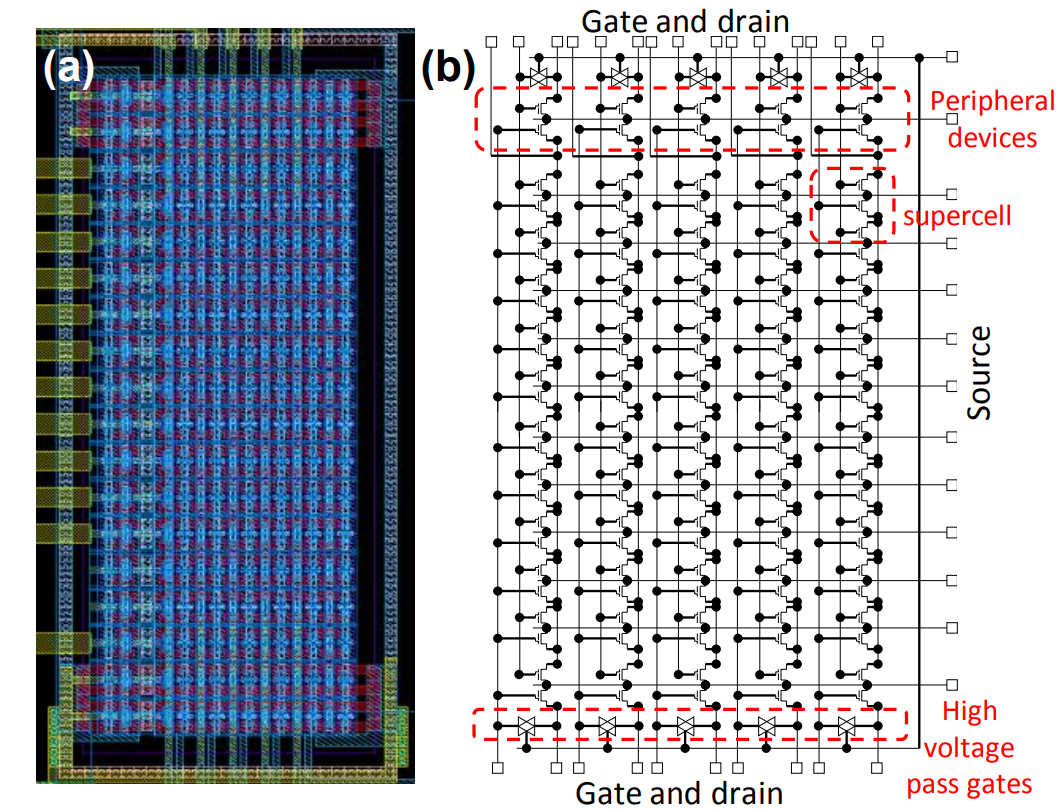 (a)
(b)
Gate and drain
Peripheral
devices
supercell
Source
High
voltage
pass gates
Gate and drain